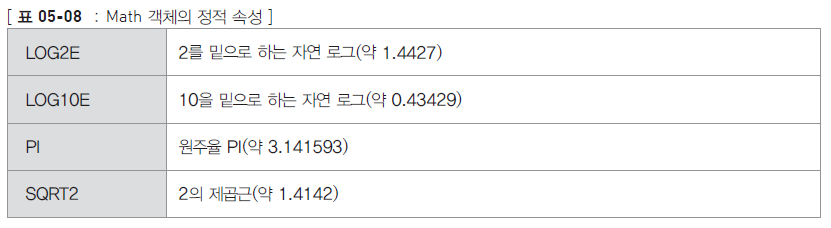 [ 표 05-08 : Math 객체의 정적 속성 ]
LOG2E 2를 밑으로 하는 자연 로그(약 1.4427)
LOG10E 10을 밑으로 하는 자연 로그(약 0.43429)
PI 원주율 PI(약 3.141593)
SQRT2 2의 제곱근(약 1.4142)